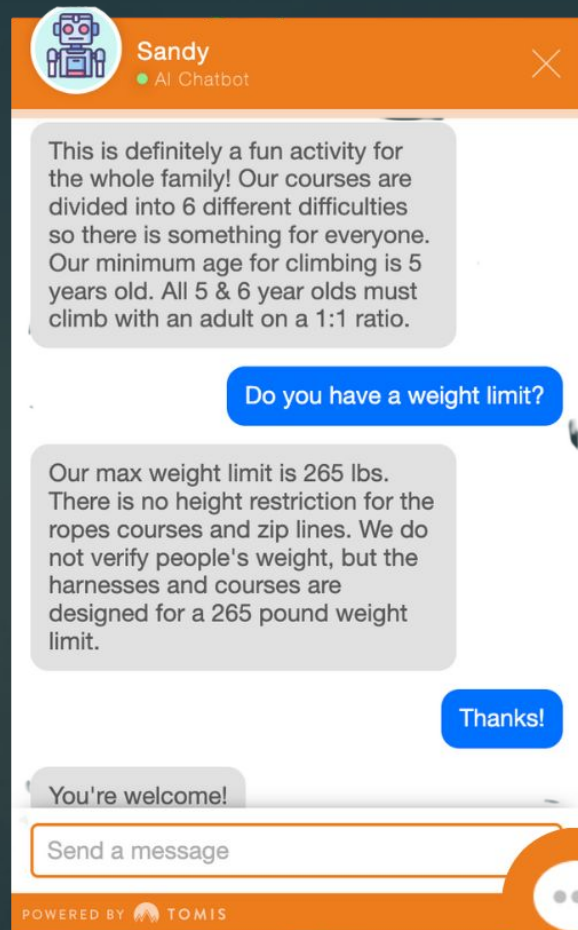 Sandy
AI Chatbot
This is definitely a fun activity for
the whole family! Our courses are
divided into 6 different difficulties
so there is something for everyone.
Our minimum age for climbing is 5
years old. All 5 & 6 year olds must
climb with an adult on a 1:1 ratio.
Do you have a weight limit?
Our max weight limit is 265 lbs.
There is no height restriction for the
ropes courses and zip lines. We do
not verify people's weight, but the
harnesses and courses are
designed for a 265 pound weight
limit.
Thanks!
You're welcome!
Send a message
POWERED BY TOMIS